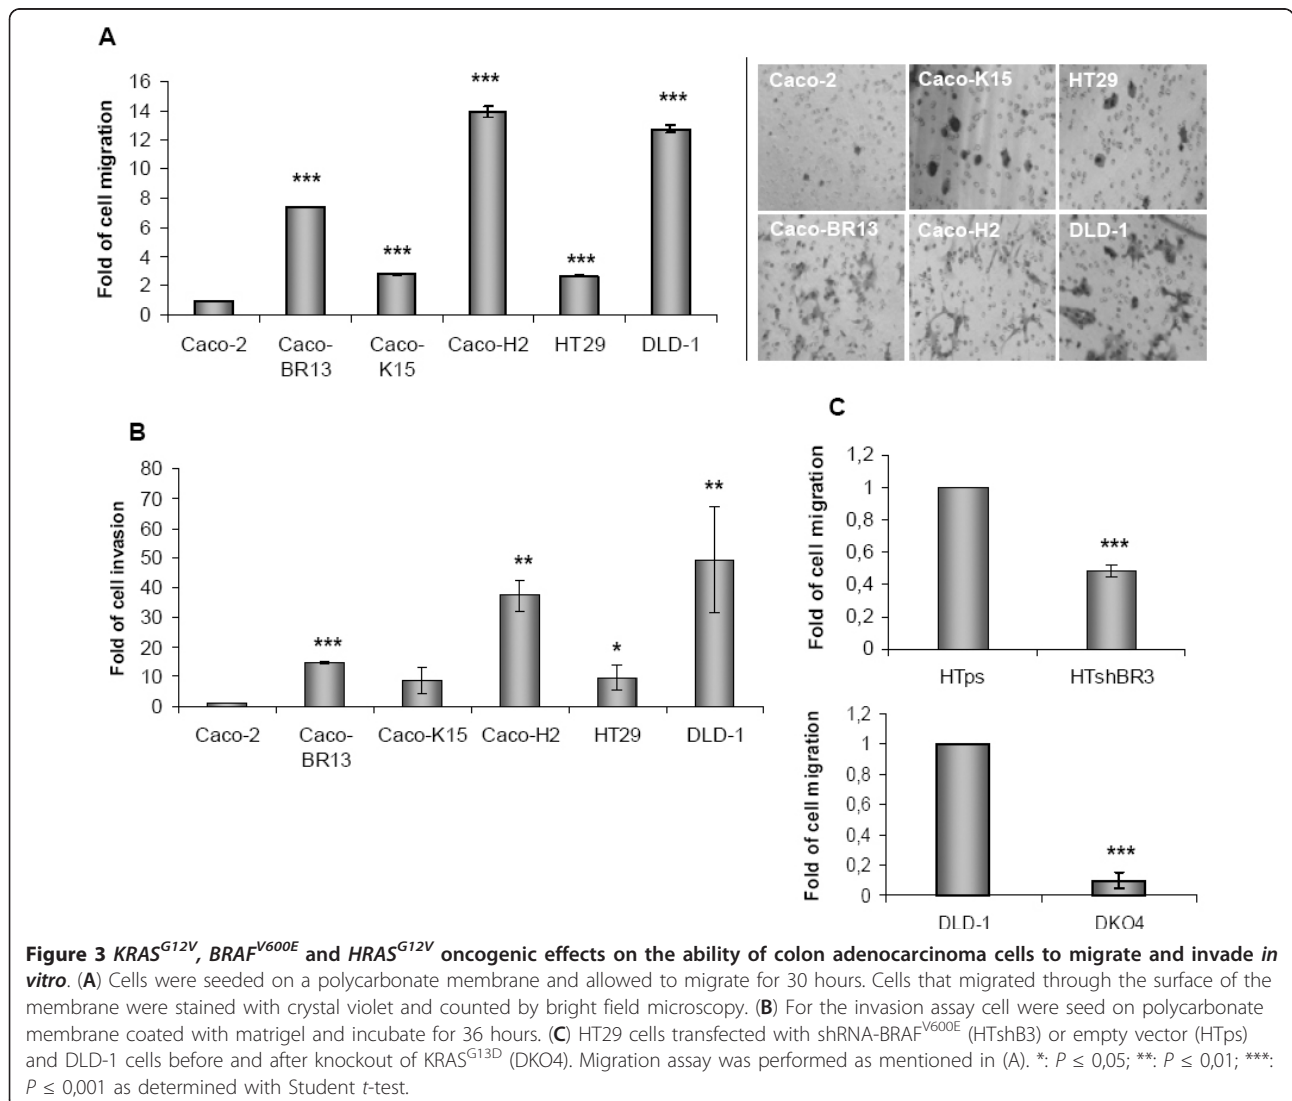 A
Fold of cell migration
16
14
12
10
8
6
4
2
0
***
***
***
***
***
Caco-2
Caco-
BR13
Caco-
K15
Caco-H2
HT29
DLD-1
Caco-2
Caco-K15
HT29
Caco-BR13
Caco-H2
DLD-1
B
Fold of cell invasion
80
70
60
50
40
30
20
10
0
***
**
*
**
Caco-2
Caco-
BR13
Caco-K15
Caco-H2
HT29
DLD-1
C
Fold of cell migration
1,2
1
0,8
0,6
0,4
0,2
0
***
HTps
HTshBR3
Fold of cell migration
1,2
1
0,8
0,6
0,4
0,2
0
***
DLD-1
DKO4
Figure 3 KRASG12V, BRAFV600E and HRASG12V oncogenic effects on the ability of colon adenocarcinoma cells to migrate and invade in
vitro. (A) Cells were seeded on a polycarbonate membrane and allowed to migrate for 30 hours. Cells that migrated through the surface of the
membrane were stained with crystal violet and counted by bright field microscopy. (B) For the invasion assay cell were seed on polycarbonate
membrane coated with matrigel and incubate for 36 hours. (C) HT29 cells transfected with shRNA-BRAFV600E (HTshB3) or empty vector (HTps)
and DLD-1 cells before and after knockout of KRASG13D (DKO4). Migration assay was performed as mentioned in (A). *: P ≤ 0,05; **: P ≤ 0,01; ***:
P ≤ 0,001 as determined with Student t-test.